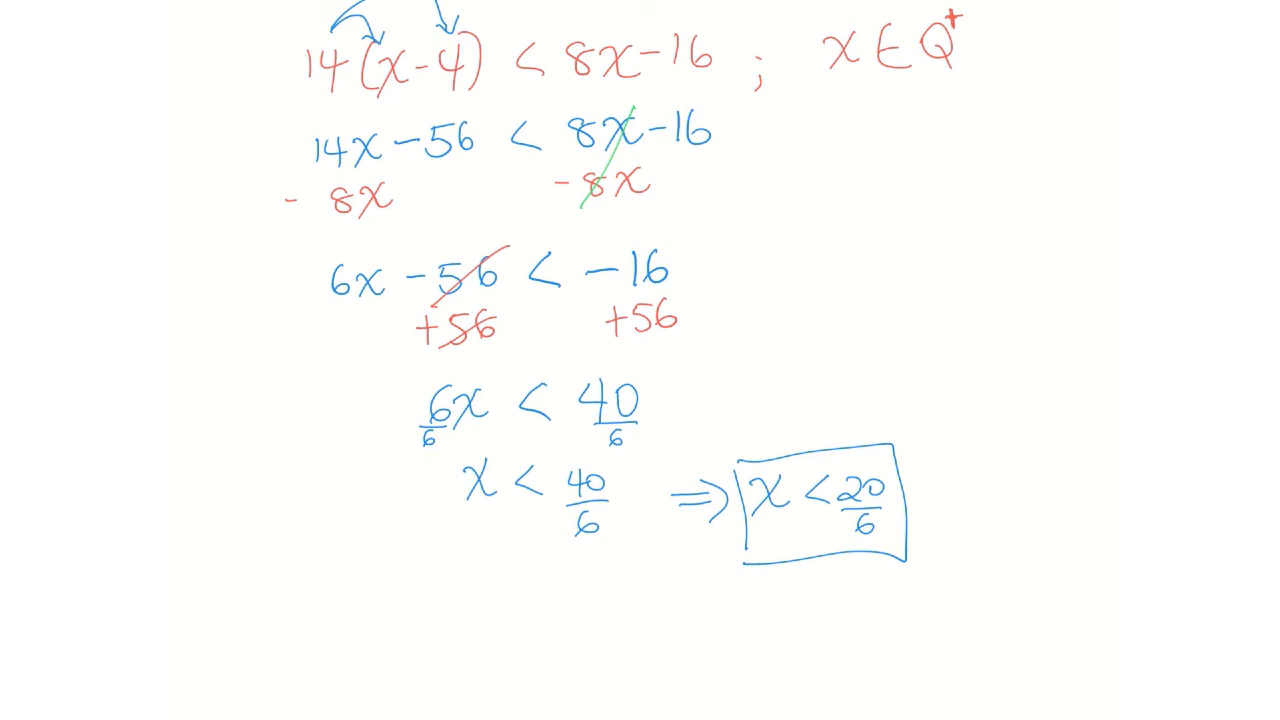 14(x-4) < 8x-16 ; x ∈ Q⁺
14x - 56 < 8x - 16
- 8x - 8x
6x - 56 < - 16
+56 +56
6x/6 < 40/6
x < 40/6 ⇒ x < 20/6